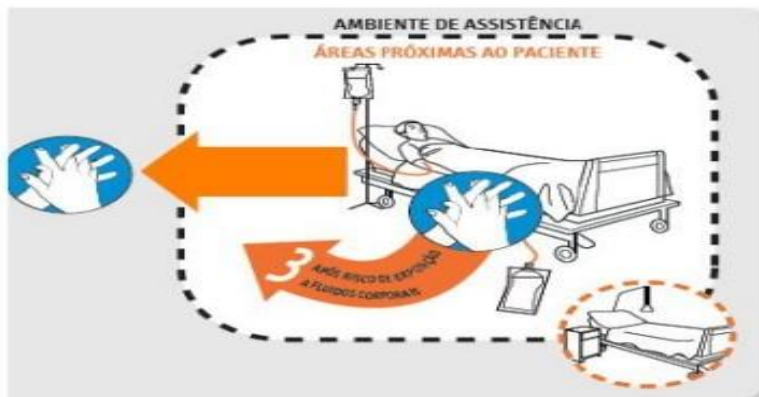 AMBIENTE DE ASSISTÊNCIA
ÁREAS PRÓXIMAS AO PACIENTE
3
APÓS RISCO DE EXPOSIÇÃO
A FLUIDOS CORPORAIS